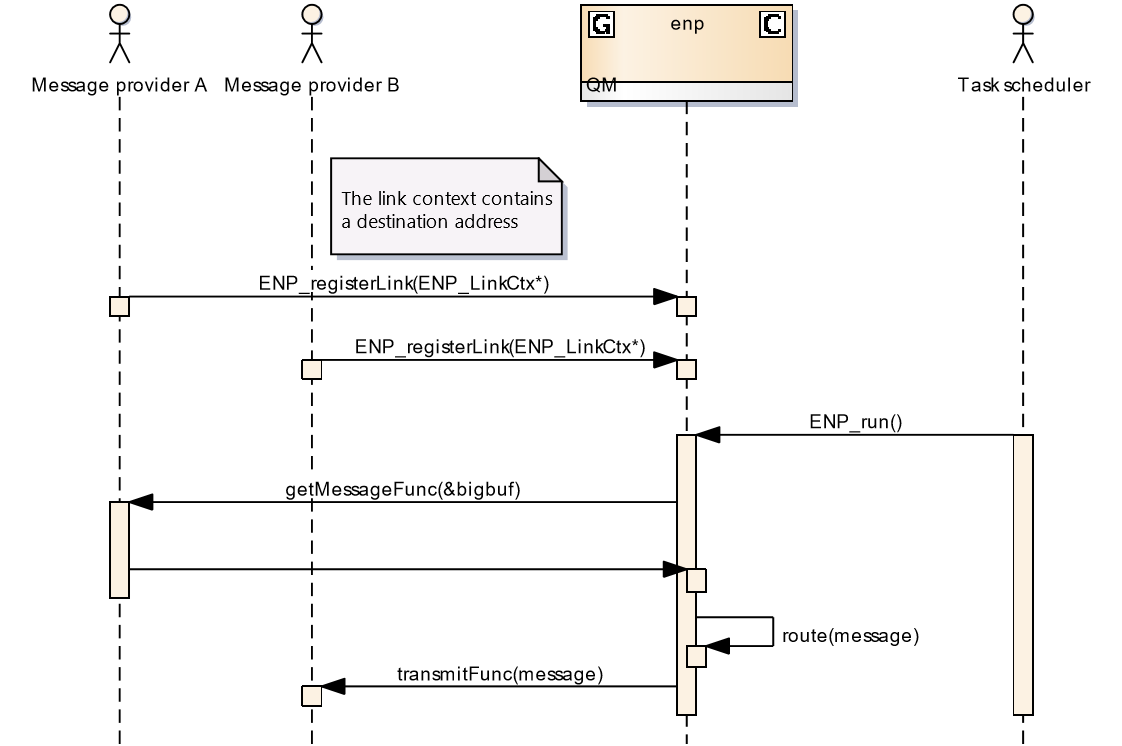 Message provider A
Message provider B
G
enp
C
QM
Task scheduler
The link context contains
a destination address
ENP_registerLink(ENP_LinkCtx*)
ENP_registerLink(ENP_LinkCtx*)
ENP_run()
getMessageFunc(&bigbuf)
route(message)
transmitFunc(message)